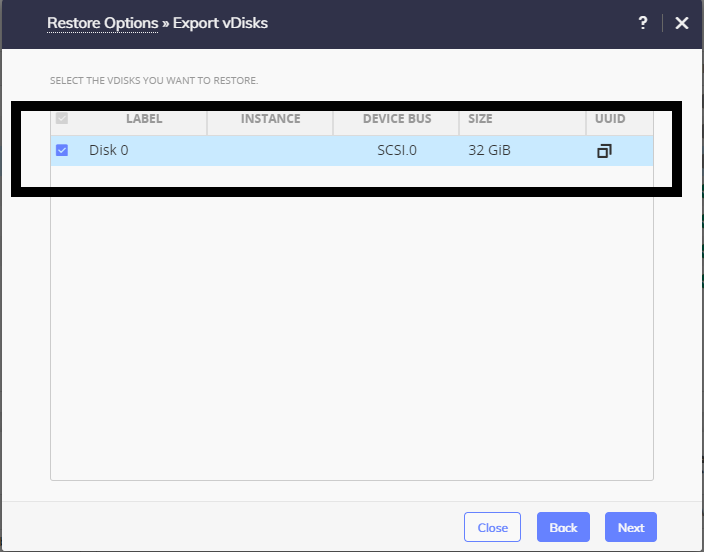 Restore Options » Export vDisks ?
SELECT THE VDISKS YOU WANT TO RESTORE.
LABEL INSTANCE DEVICE BUS SIZE UUID
Disk 0 SCSI.0 32 GiB
Close Back Next